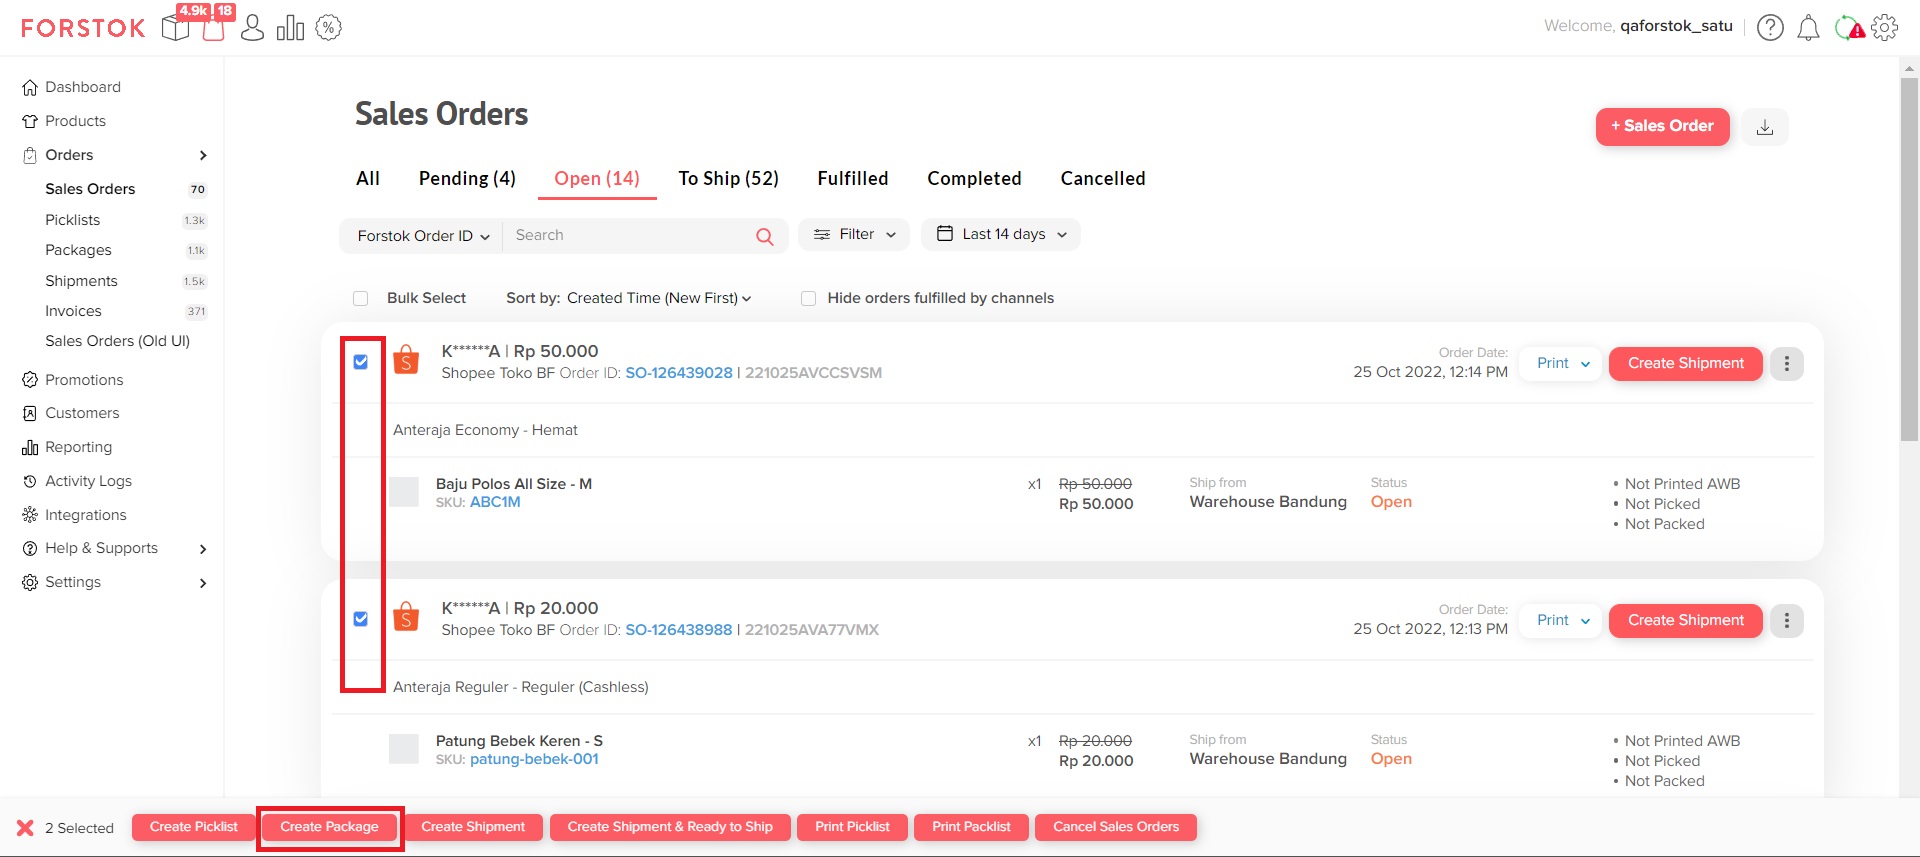 FORSTOK
4.9k
18
%
Welcome, qaforstok_satu
Dashboard
Products
Orders
Sales Orders 70
Picklists 1.3k
Packages 1.1k
Shipments 1.5k
Invoices 371
Sales Orders (Old UI)
Promotions
Customers
Reporting
Activity Logs
Integrations
Help & Supports
Settings
Sales Orders
+ Sales Order
All Pending (4) Open (14) To Ship (52) Fulfilled Completed Cancelled
Forstok Order ID Search Filter Last 14 days
Bulk Select Sort by: Created Time (New First) Hide orders fulfilled by channels
K******A | Rp 50.000
Shopee Toko BF Order ID: SO-126439028 | 221025AVCCSVSM
Order Date:
25 Oct 2022, 12:14 PM
Print Create Shipment
Anteraja Economy - Hemat
Baju Polos All Size - M
SKU: ABC1M
x1 Rp 50.000
Rp 50.000
Ship from
Warehouse Bandung
Status
Open
• Not Printed AWB
• Not Picked
• Not Packed
K******A | Rp 20.000
Shopee Toko BF Order ID: SO-126438988 | 221025AVA77VMX
Order Date:
25 Oct 2022, 12:13 PM
Print Create Shipment
Anteraja Reguler - Reguler (Cashless)
Patung Bebek Keren - S
SKU: patung-bebek-001
x1 Rp 20.000
Rp 20.000
Ship from
Warehouse Bandung
Status
Open
• Not Printed AWB
• Not Picked
• Not Packed
2 Selected Create Picklist Create Package Create Shipment Create Shipment & Ready to Ship Print Picklist Print Packlist Cancel Sales Orders